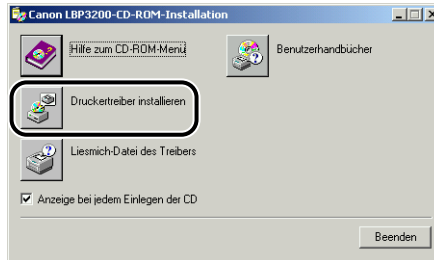 Canon LBP3200-CD-ROM-Installation
Hilfe zum CD-ROM-Menü
Benutzerhandbücher
Druckertreiber installieren
Liesmich-Datei des Treibers
Anzeige bei jedem Einlegen der CD
Beenden